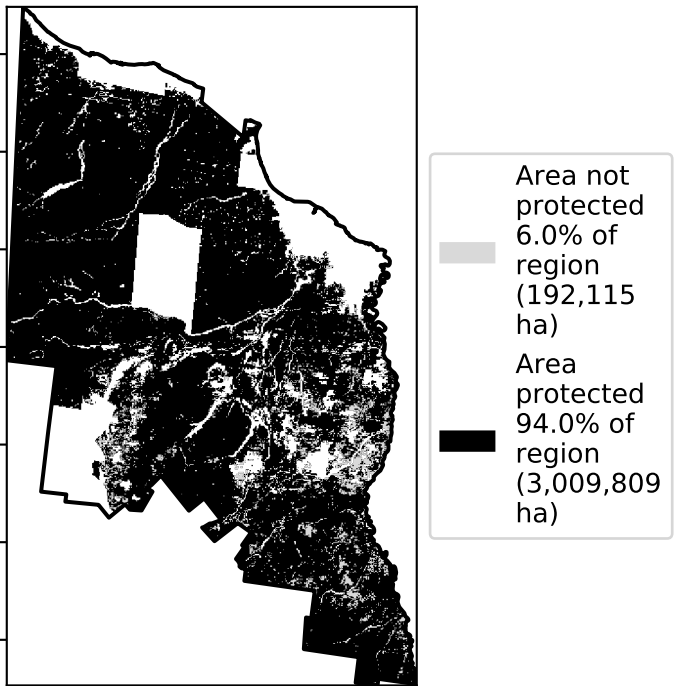 Area not
protected
6.0% of
region
(192,115
ha)
Area
protected
94.0% of
region
(3,009,809
ha)